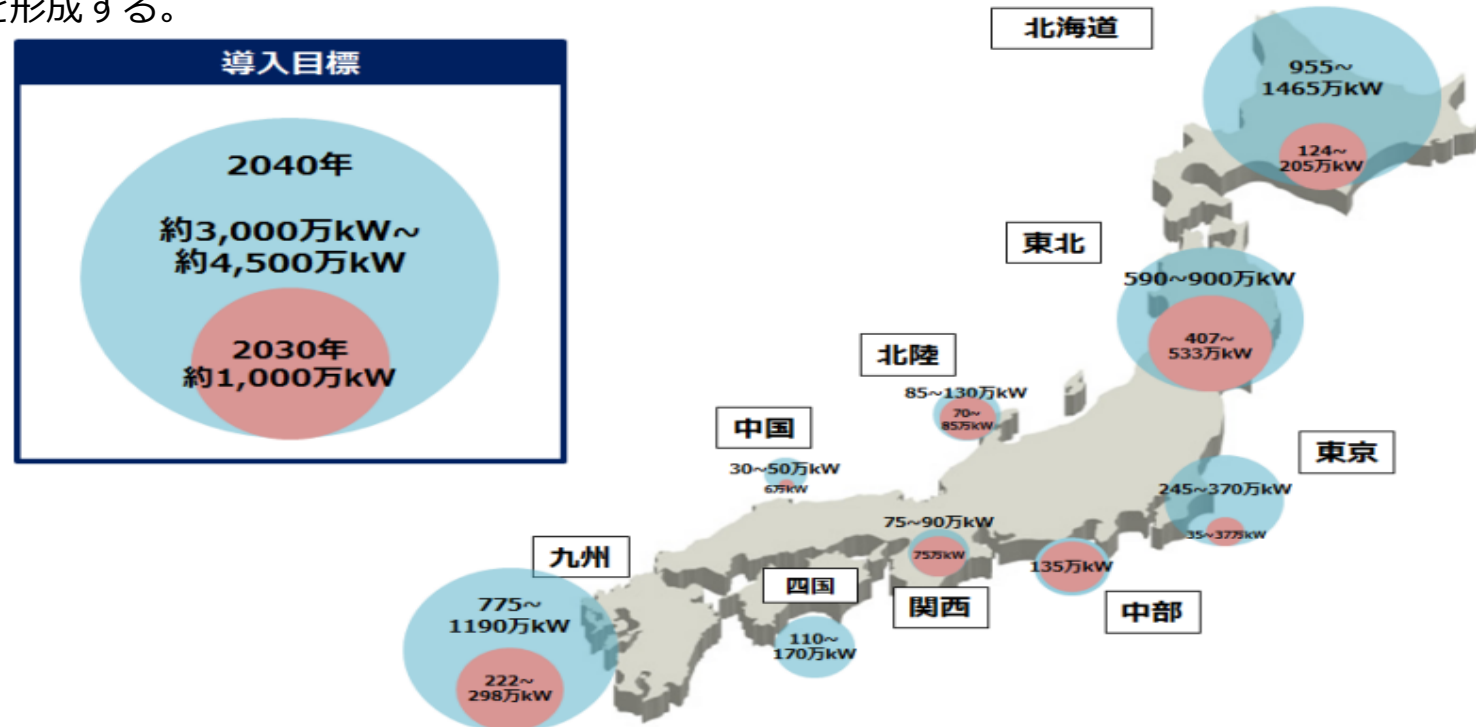 を形成する。
導入目標
2040年
約3,000万kW~
約4,500万kW
2030年
約1,000万kW
北海道
955~
1465万kW
124~
205万kW
東北
590~900万kW
407~
533万kW
北陸
85~130万kW
70~
85万kW
中国
30~50万kW
6万kW
東京
245~370万kW
35~37万kW
75~90万kW
75万kW
関西
135万kW
中部
九州
775~
1190万kW
222~
298万kW
四国
110~
170万kW